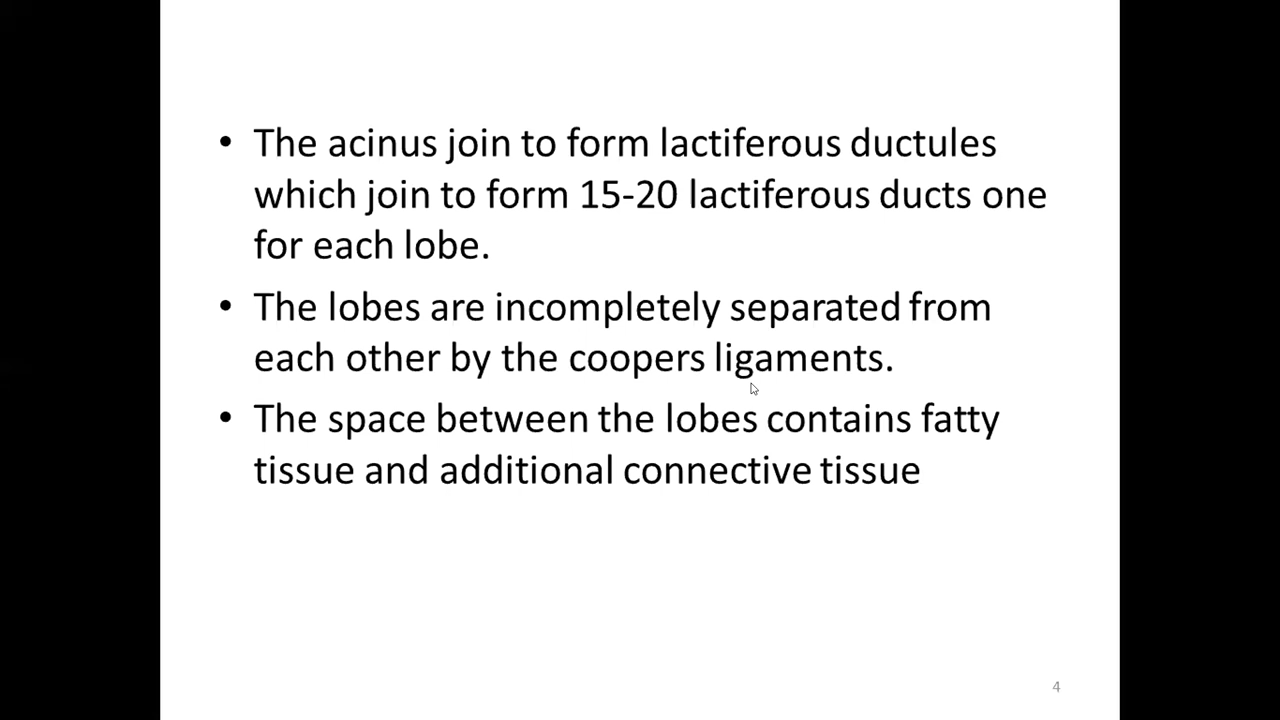 • The acinus join to form lactiferous ductules
which join to form 15-20 lactiferous ducts one
for each lobe.
• The lobes are incompletely separated from
each other by the coopers ligaments.
• The space between the lobes contains fatty
tissue and additional connective tissue
4